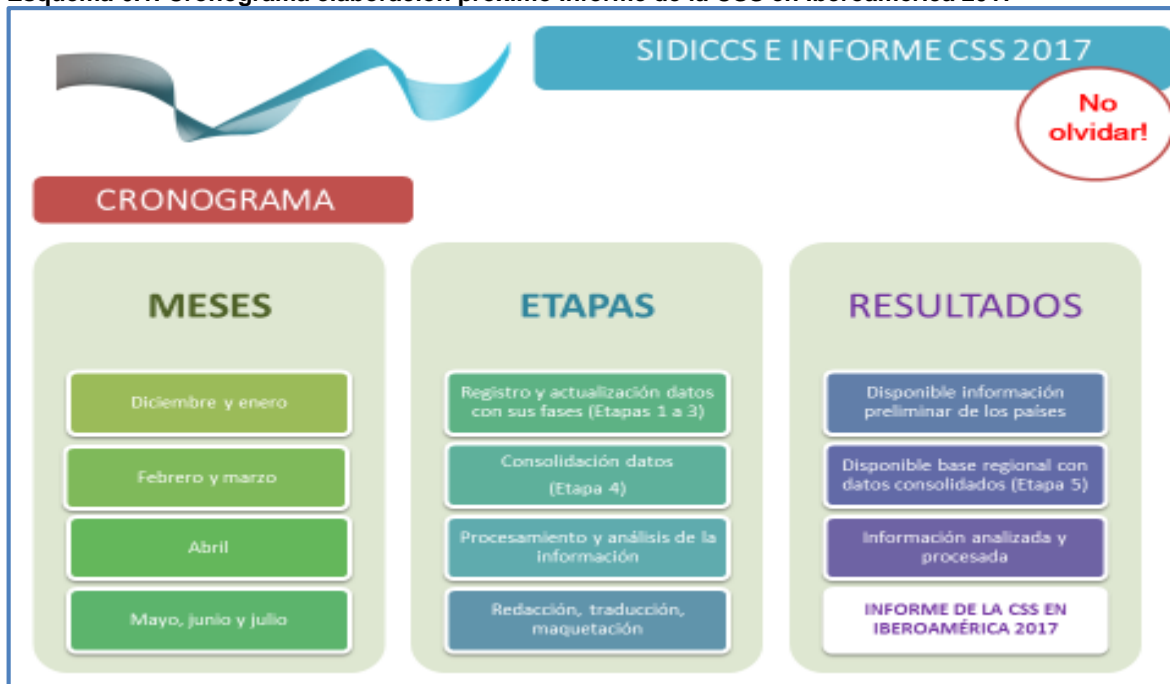 SIDICCS E INFORME CSS 2017
No
olvidar!
CRONOGRAMA
MESES
Diciembre y enero
Febrero y marzo
Abril
Mayo, junio y julio
ETAPAS
Registro y actualización datos
con sus fases (Etapas 1 a 3)
Consolidación datos
(Etapa 4)
Procesamiento y análisis de la
información
Redacción, traducción,
maquetación
RESULTADOS
Disponible información
preliminar de los países
Disponible base regional con
datos consolidados (Etapa 5)
Información analizada y
procesada
INFORME DE LA CSS EN
IBEROAMÉRICA 2017